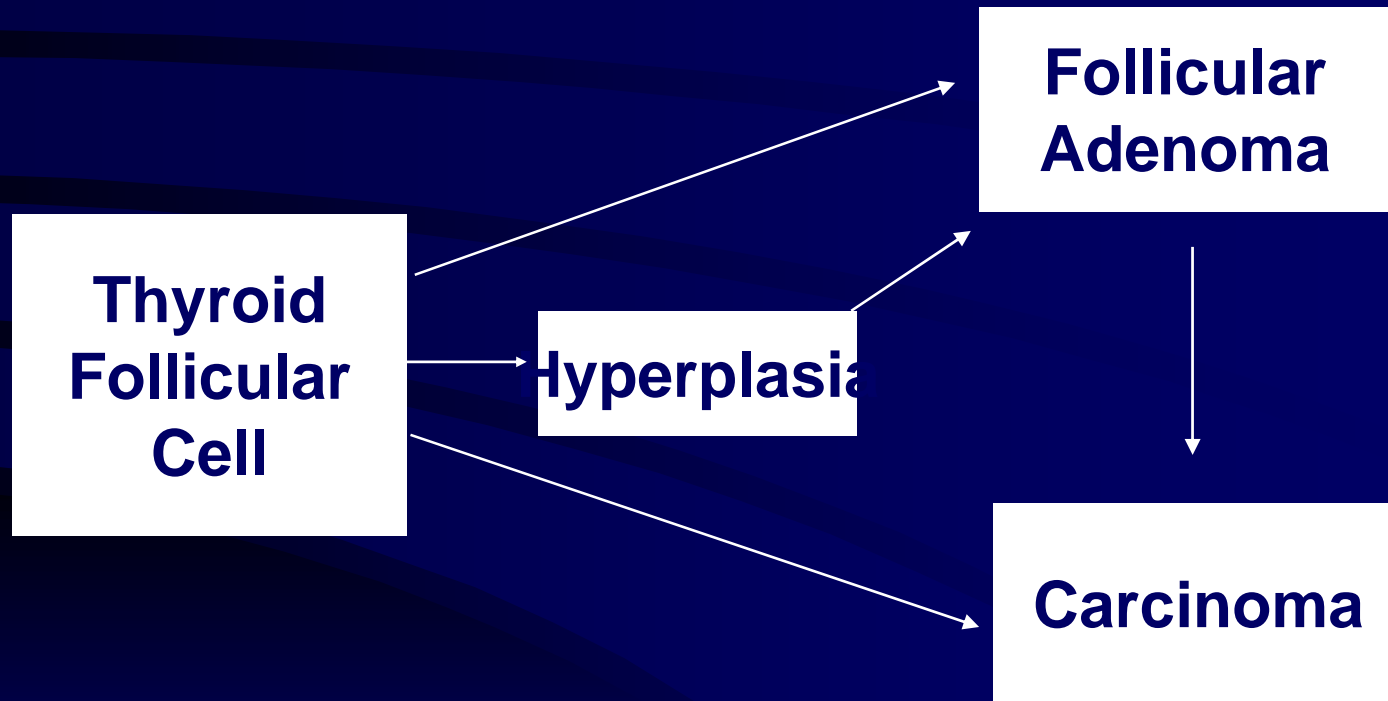 Follicular
Adenoma
Thyroid
Follicular
Cell
Hyperplasia
Carcinoma